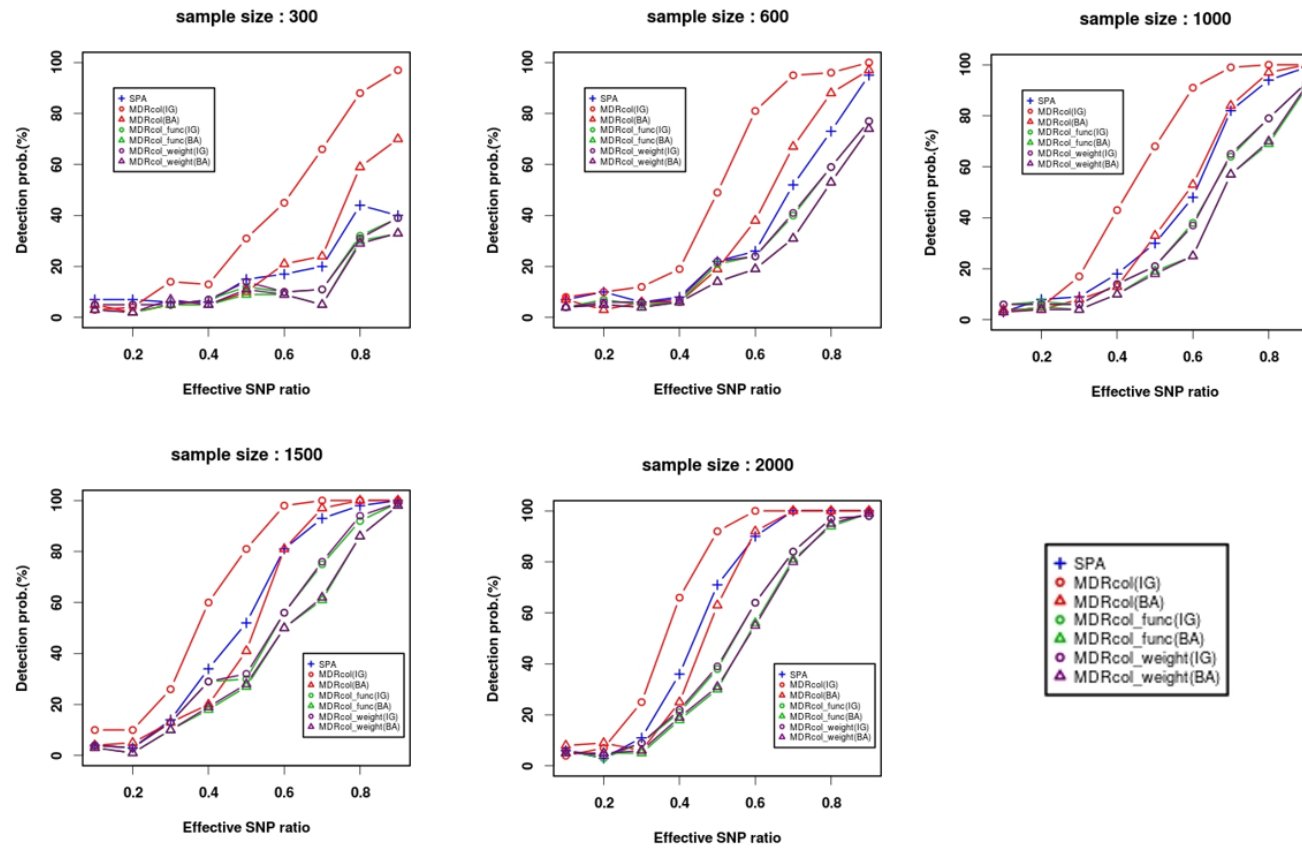 sample size : 300
Detection prob.(%)
100
80
60
40
20
0
SPA
MDRcol(IG)
MDRcol(BA)
MDRcol_func(IG)
MDRcol_func(BA)
MDRcol_weight(IG)
MDRcol_weight(BA)
0.2 0.4 0.6 0.8
Effective SNP ratio
sample size : 600
Detection prob.(%)
100
80
60
40
20
0
SPA
MDRcol(IG)
MDRcol(BA)
MDRcol_func(IG)
MDRcol_func(BA)
MDRcol_weight(IG)
MDRcol_weight(BA)
0.2 0.4 0.6 0.8
Effective SNP ratio
sample size : 1000
Detection prob.(%)
100
80
60
40
20
0
SPA
MDRcol(IG)
MDRcol(BA)
MDRcol_func(IG)
MDRcol_func(BA)
MDRcol_weight(IG)
MDRcol_weight(BA)
0.2 0.4 0.6 0.8
Effective SNP ratio
sample size : 1500
Detection prob.(%)
100
80
60
40
20
0
SPA
MDRcol(IG)
MDRcol(BA)
MDRcol_func(IG)
MDRcol_func(BA)
MDRcol_weight(IG)
MDRcol_weight(BA)
0.2 0.4 0.6 0.8
Effective SNP ratio
sample size : 2000
Detection prob.(%)
100
80
60
40
20
0
SPA
MDRcol(IG)
MDRcol(BA)
MDRcol_func(IG)
MDRcol_func(BA)
MDRcol_weight(IG)
MDRcol_weight(BA)
0.2 0.4 0.6 0.8
Effective SNP ratio
SPA
MDRcol(IG)
MDRcol(BA)
MDRcol_func(IG)
MDRcol_func(BA)
MDRcol_weight(IG)
MDRcol_weight(BA)